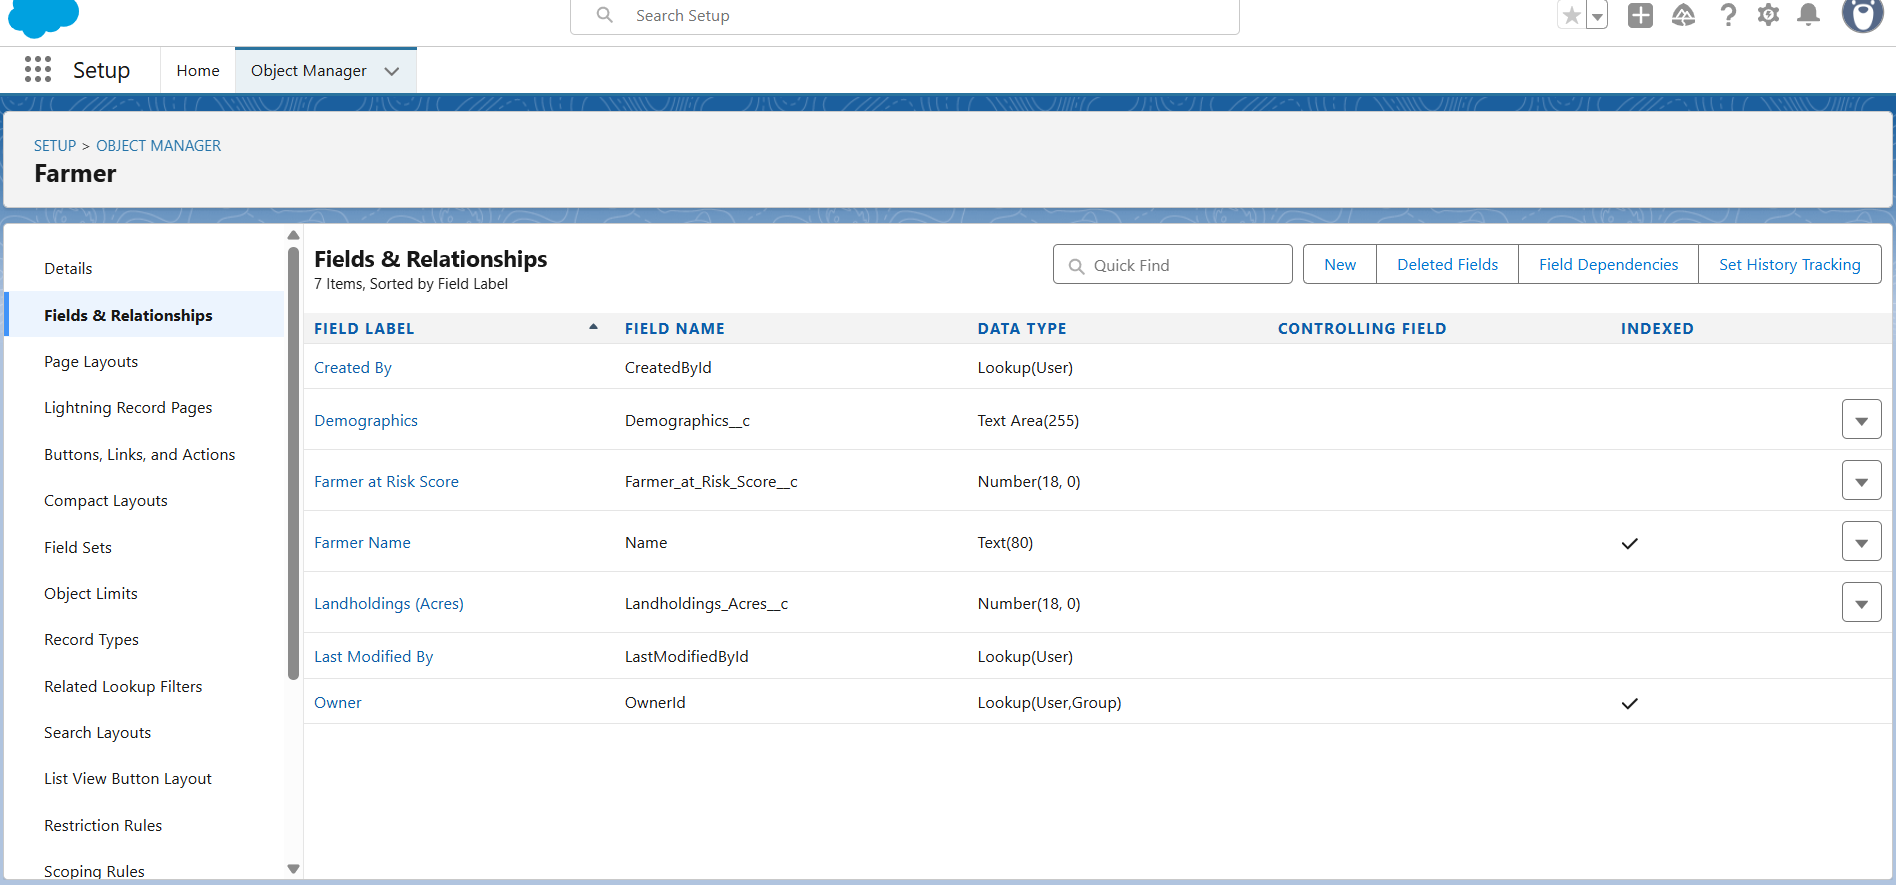 Search Setup
Setup
Home
Object Manager
SETUP > OBJECT MANAGER
Farmer
Details
Fields & Relationships
Page Layouts
Lightning Record Pages
Buttons, Links, and Actions
Compact Layouts
Field Sets
Object Limits
Record Types
Related Lookup Filters
Search Layouts
List View Button Layout
Restriction Rules
Scoping Rules
Fields & Relationships
7 Items, Sorted by Field Label
Quick Find
New
Deleted Fields
Field Dependencies
Set History Tracking
FIELD LABEL FIELD NAME DATA TYPE CONTROLLING FIELD INDEXED
Created By CreatedById Lookup(User)
Demographics Demographics__c Text Area(255)
Farmer at Risk Score Farmer_at_Risk_Score__c Number(18, 0)
Farmer Name Name Text(80)
Landholdings (Acres) Landholdings_Acres__c Number(18, 0)
Last Modified By LastModifiedById Lookup(User)
Owner OwnerId Lookup(User,Group)